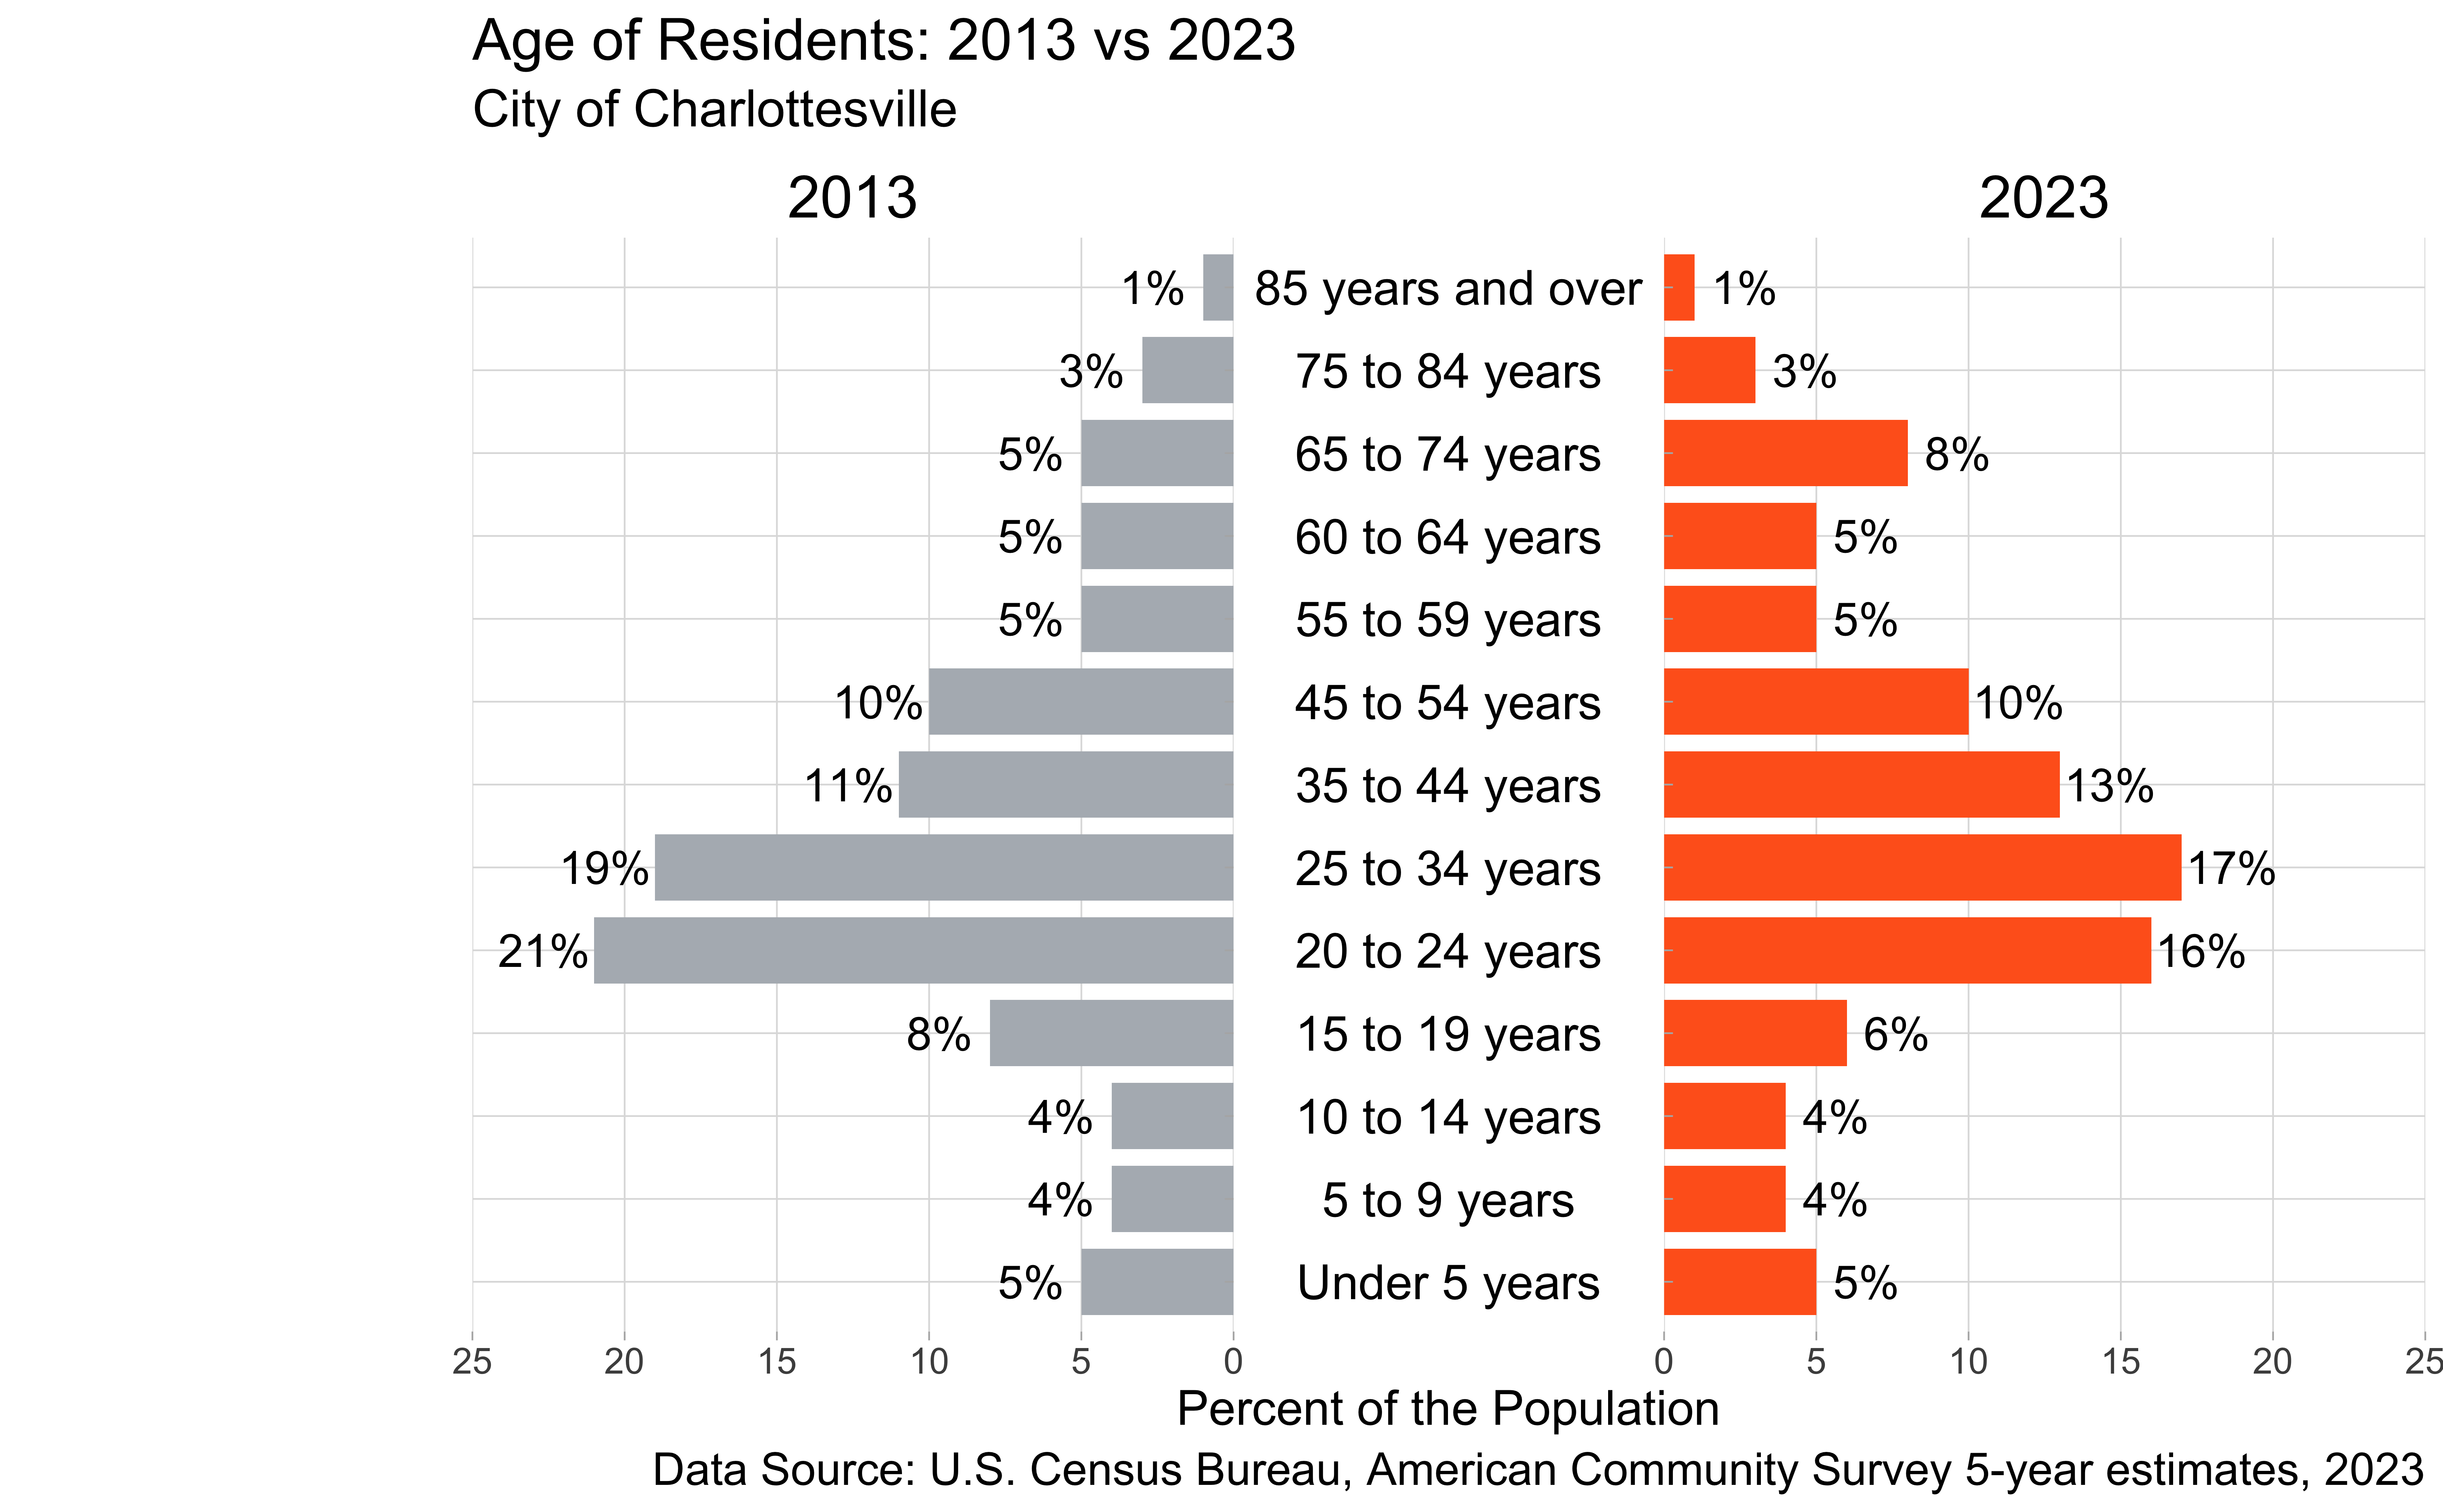 Age of Residents: 2013 vs 2023
City of Charlottesville
2013 2023
1% 85 years and over 1%
3% 75 to 84 years 3%
5% 65 to 74 years 8%
5% 60 to 64 years 5%
5% 55 to 59 years 5%
10% 45 to 54 years 10%
11% 35 to 44 years 13%
19% 25 to 34 years 17%
21% 20 to 24 years 16%
8% 15 to 19 years 6%
4% 10 to 14 years 4%
4% 5 to 9 years 4%
5% Under 5 years 5%
25 20 15 10 5 0 0 5 10 15 20 25
Percent of the Population
Data Source: U.S. Census Bureau, American Community Survey 5-year estimates, 2023